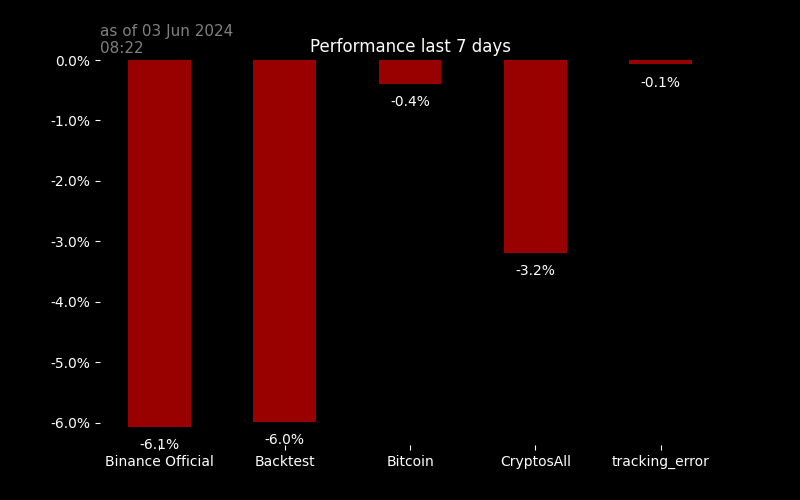 as of 03 Jun 2024
08:22
Performance last 7 days
0.0%
-1.0%
-2.0%
-3.0%
-4.0%
-5.0%
-6.0%
-6.1%
-6.0%
-0.4%
-3.2%
-0.1%
Binance Official
Backtest
Bitcoin
CryptosAll
tracking_error